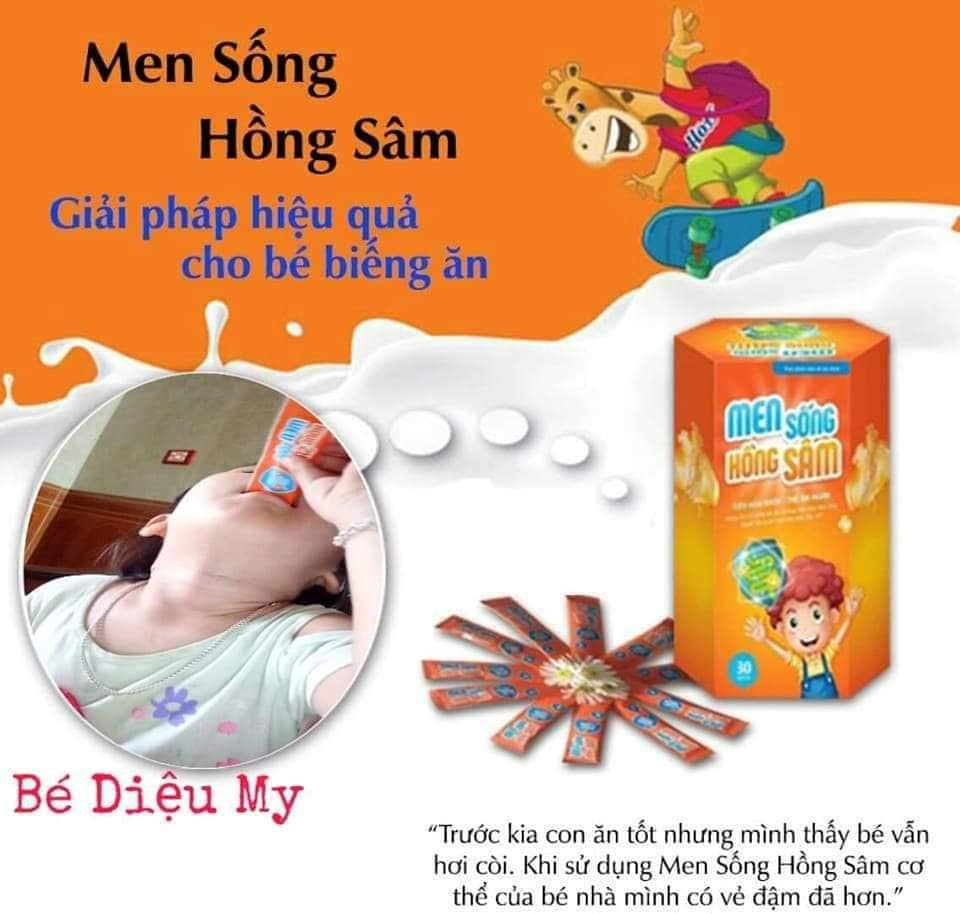 Men Sống
Hồng Sâm
Giải pháp hiệu quả
cho bé biếng ăn
MEN SỐNG
HỒNG SÂM
30
Bé Diệu My
“Trước kia con ăn tốt nhưng mình thấy bé vẫn
hơi còi. Khi sử dụng Men Sống Hồng Sâm cơ
thể của bé nhà mình có vẻ đậm đã hơn.”